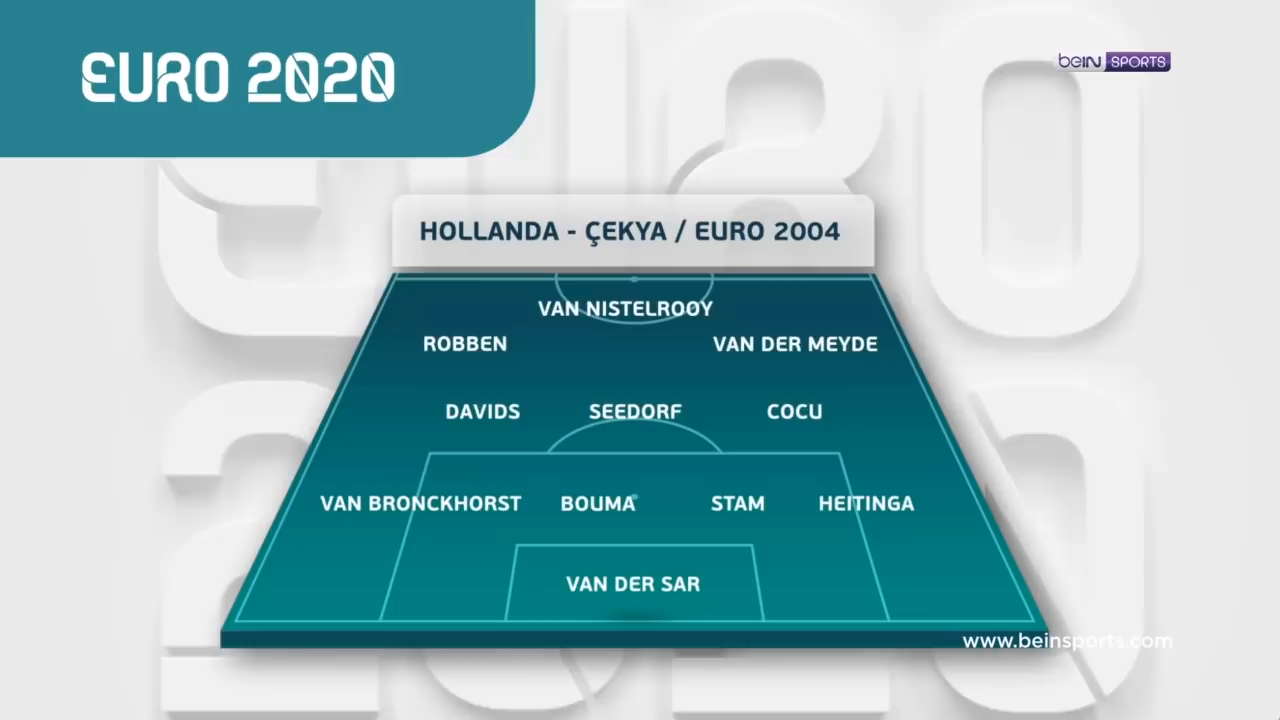 EURO 2020
beIN SPORTS
HOLLANDA - ÇEKYA / EURO 2004
VAN NISTELROOY
ROBBEN VAN DER MEYDE
DAVIDS SEEDORF COCU
VAN BRONCKHORST BOUMA STAM HEITINGA
VAN DER SAR
www.beinsports.com